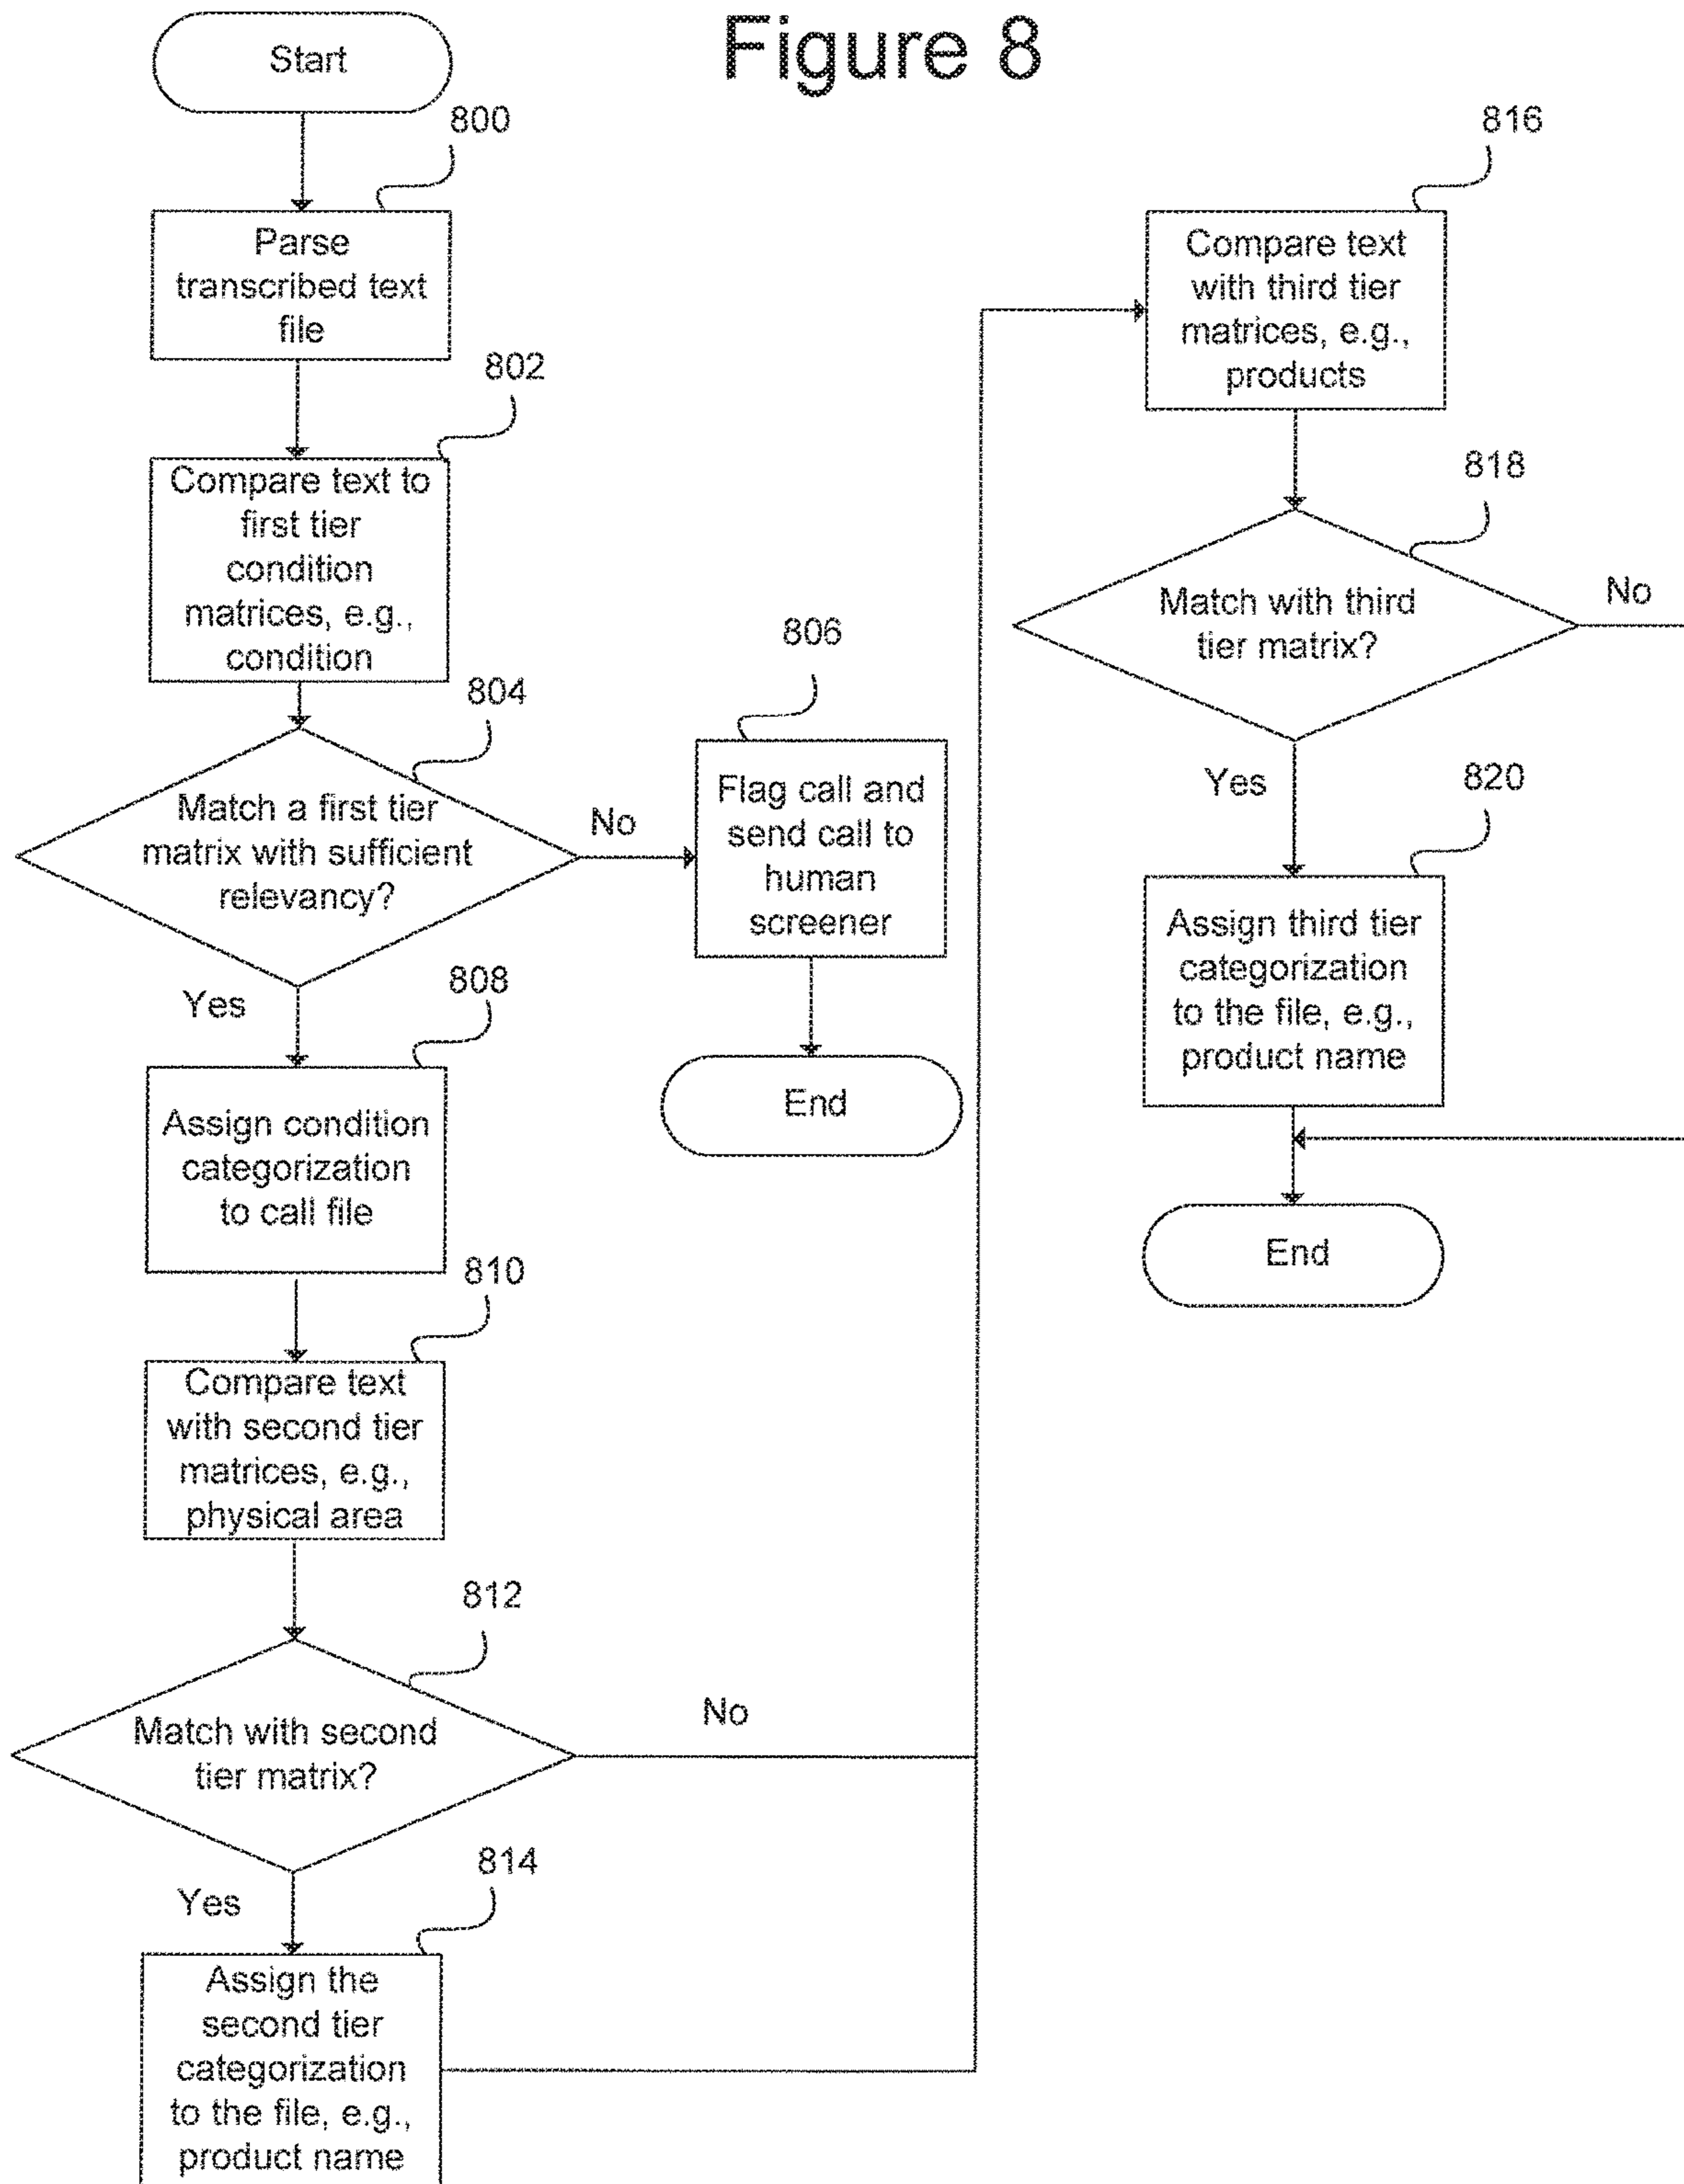 Figure 8
Start
800
Parse
transcribed text
file
802
Compare text to
first tier
condition
matrices, e.g.,
condition
804
Match a first tier
matrix with sufficient
relevancy?
No
806
Flag call and
send call to
human
screener
End
Yes
808
Assign condition
categorization
to call file
810
Compare text
with second tier
matrices, e.g.,
physical area
812
Match with second
tier matrix?
No
Yes
814
Assign the
second tier
categorization
to the file, e.g.,
product name
816
Compare text
with third tier
matrices, e.g.,
products
818
Match with third
tier matrix?
No
Yes
820
Assign third tier
categorization
to the file, e.g.,
product name
End